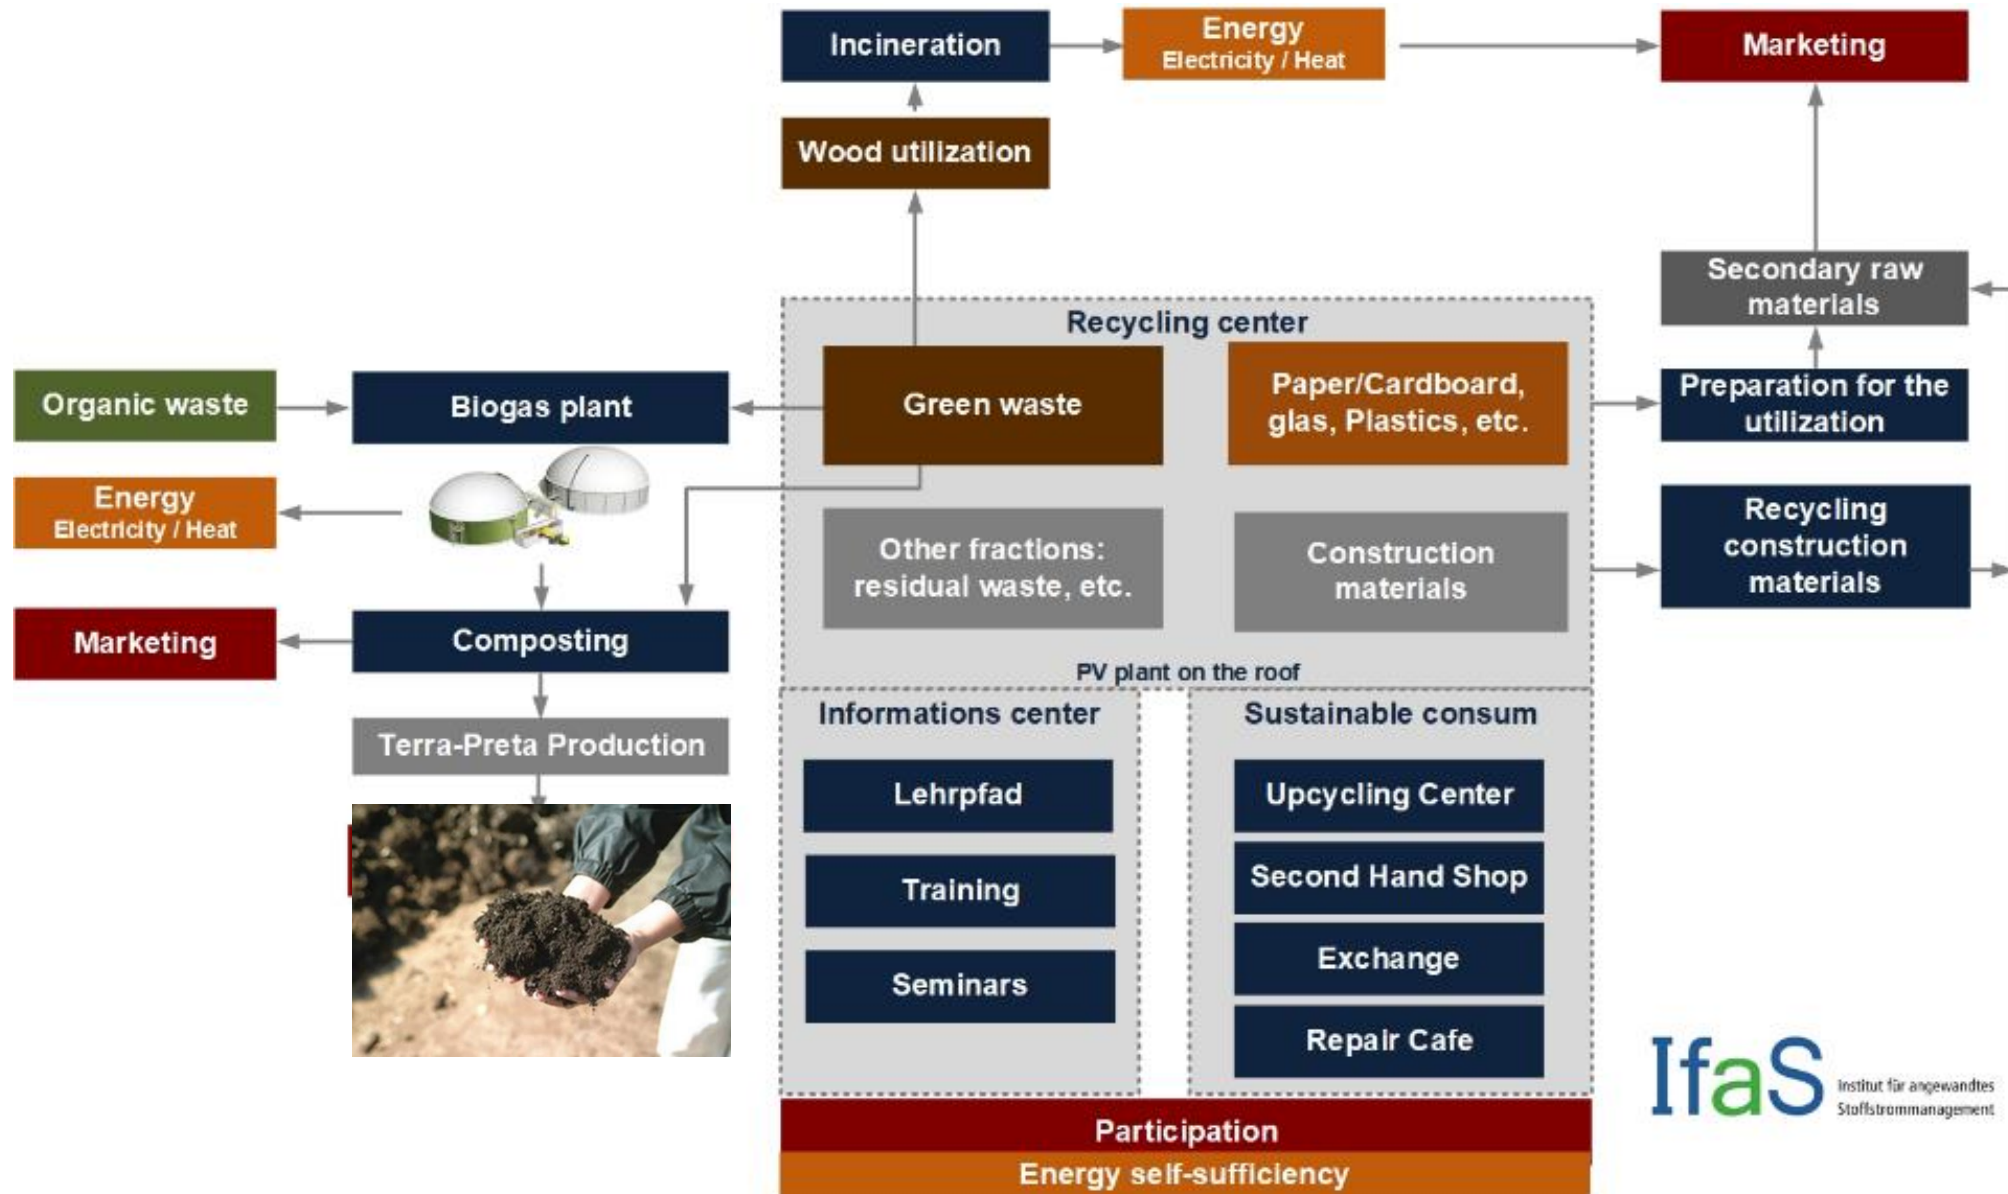 Incineration
Energy
Electricity / Heat
Marketing
Wood utilization
Secondary raw
materials
Recycling center
Organic waste
Biogas plant
Green waste
Paper/Cardboard,
glas, Plastics, etc.
Preparation for the
utilization
Energy
Electricity / Heat
Other fractions:
residual waste, etc.
Construction
materials
Recycling
construction
materials
Marketing
Composting
PV plant on the roof
Terra-Preta Production
Informations center
Sustainable consum
Lehrpfad
Training
Seminars
Upcycling Center
Second Hand Shop
Exchange
Repair Cafe
IfaS
Institut für angewandtes
Stoffstrommanagement
Participation
Energy self-sufficiency